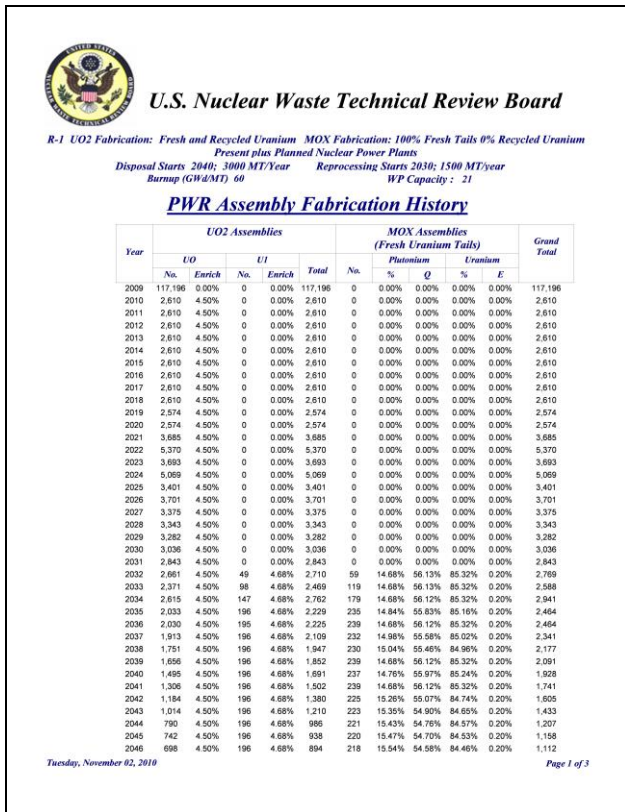 U.S. Nuclear Waste Technical Review Board
R-1 UO2 Fabrication: Fresh and Recycled Uranium MOX Fabrication: 100% Fresh Tails 0% Recycled Uranium
Present plus Planned Nuclear Power Plants
Disposal Starts 2040; 3000 MT/Year Reprocessing Starts 2030; 1500 MT/year
Burnup (GWd/MT) 60 WP Capacity : 21
PWR Assembly Fabrication History
UO2 Assemblies MOX Assemblies
(Fresh Uranium Tails) Grand
Total
Year UO U1 Total No. Plutonium Uranium
No. Enrich No. Enrich % Q % E
2009 117,196 0.00% 0 0.00% 117,196 0 0.00% 0.00% 0.00% 0.00% 117,196
2010 2,610 4.50% 0 0.00% 2,610 0 0.00% 0.00% 0.00% 0.00% 2,610
2011 2,610 4.50% 0 0.00% 2,610 0 0.00% 0.00% 0.00% 0.00% 2,610
2012 2,610 4.50% 0 0.00% 2,610 0 0.00% 0.00% 0.00% 0.00% 2,610
2013 2,610 4.50% 0 0.00% 2,610 0 0.00% 0.00% 0.00% 0.00% 2,610
2014 2,610 4.50% 0 0.00% 2,610 0 0.00% 0.00% 0.00% 0.00% 2,610
2015 2,610 4.50% 0 0.00% 2,610 0 0.00% 0.00% 0.00% 0.00% 2,610
2016 2,610 4.50% 0 0.00% 2,610 0 0.00% 0.00% 0.00% 0.00% 2,610
2017 2,610 4.50% 0 0.00% 2,610 0 0.00% 0.00% 0.00% 0.00% 2,610
2018 2,610 4.50% 0 0.00% 2,610 0 0.00% 0.00% 0.00% 0.00% 2,610
2019 2,574 4.50% 0 0.00% 2,574 0 0.00% 0.00% 0.00% 0.00% 2,574
2020 2,574 4.50% 0 0.00% 2,574 0 0.00% 0.00% 0.00% 0.00% 2,574
2021 3,685 4.50% 0 0.00% 3,685 0 0.00% 0.00% 0.00% 0.00% 3,685
2022 5,370 4.50% 0 0.00% 5,370 0 0.00% 0.00% 0.00% 0.00% 5,370
2023 3,693 4.50% 0 0.00% 3,693 0 0.00% 0.00% 0.00% 0.00% 3,693
2024 5,069 4.50% 0 0.00% 5,069 0 0.00% 0.00% 0.00% 0.00% 5,069
2025 3,401 4.50% 0 0.00% 3,401 0 0.00% 0.00% 0.00% 0.00% 3,401
2026 3,701 4.50% 0 0.00% 3,701 0 0.00% 0.00% 0.00% 0.00% 3,701
2027 3,375 4.50% 0 0.00% 3,375 0 0.00% 0.00% 0.00% 0.00% 3,375
2028 3,343 4.50% 0 0.00% 3,343 0 0.00% 0.00% 0.00% 0.00% 3,343
2029 3,282 4.50% 0 0.00% 3,282 0 0.00% 0.00% 0.00% 0.00% 3,282
2030 3,036 4.50% 0 0.00% 3,036 0 0.00% 0.00% 0.00% 0.00% 3,036
2031 2,843 4.50% 0 0.00% 2,843 0 0.00% 0.00% 0.00% 0.00% 2,843
2032 2,661 4.50% 49 4.68% 2,710 59 14.68% 56.13% 85.32% 0.20% 2,769
2033 2,371 4.50% 98 4.68% 2,469 119 14.68% 56.13% 85.32% 0.20% 2,588
2034 2,615 4.50% 147 4.68% 2,762 179 14.68% 56.12% 85.32% 0.20% 2,941
2035 2,033 4.50% 196 4.68% 2,229 235 14.84% 55.83% 85.16% 0.20% 2,464
2036 2,030 4.50% 195 4.68% 2,225 239 14.68% 56.12% 85.32% 0.20% 2,464
2037 1,913 4.50% 196 4.68% 2,109 232 14.98% 55.58% 85.02% 0.20% 2,341
2038 1,751 4.50% 196 4.68% 1,947 230 15.04% 55.46% 84.96% 0.20% 2,177
2039 1,656 4.50% 196 4.68% 1,852 239 14.68% 56.12% 85.32% 0.20% 2,091
2040 1,495 4.50% 196 4.68% 1,691 237 14.76% 55.97% 85.24% 0.20% 1,928
2041 1,306 4.50% 196 4.68% 1,502 239 14.68% 56.12% 85.32% 0.20% 1,741
2042 1,184 4.50% 196 4.68% 1,380 225 15.26% 55.07% 84.74% 0.20% 1,605
2043 1,014 4.50% 196 4.68% 1,210 223 15.35% 54.90% 84.65% 0.20% 1,433
2044 790 4.50% 196 4.68% 986 221 15.43% 54.76% 84.57% 0.20% 1,207
2045 742 4.50% 196 4.68% 938 220 15.47% 54.70% 84.53% 0.20% 1,158
2046 698 4.50% 196 4.68% 894 218 15.54% 54.58% 84.46% 0.20% 1,112
Tuesday, November 02, 2010 Page 1 of 3